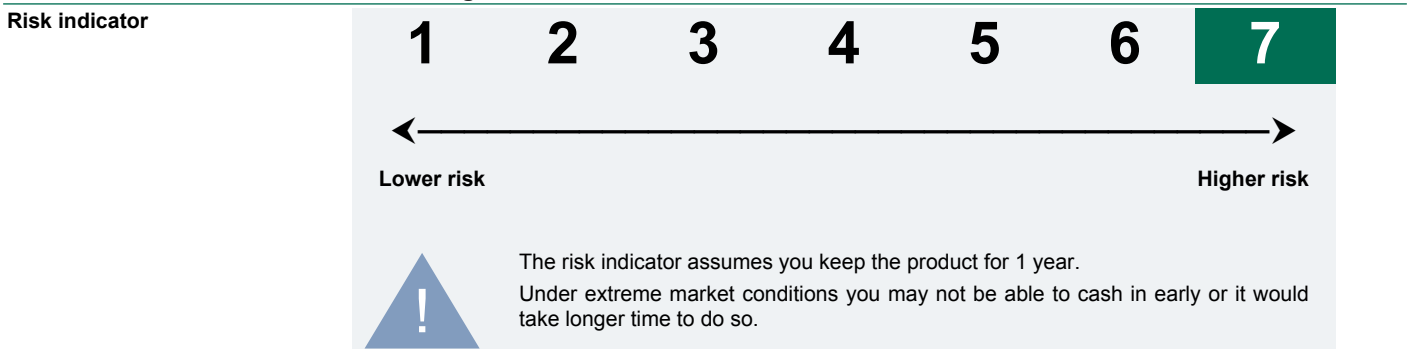 Risk indicator
1 2 3 4 5 6 7
Lower risk Higher risk
!
The risk indicator assumes you keep the product for 1 year.
Under extreme market conditions you may not be able to cash in early or it would
take longer time to do so.